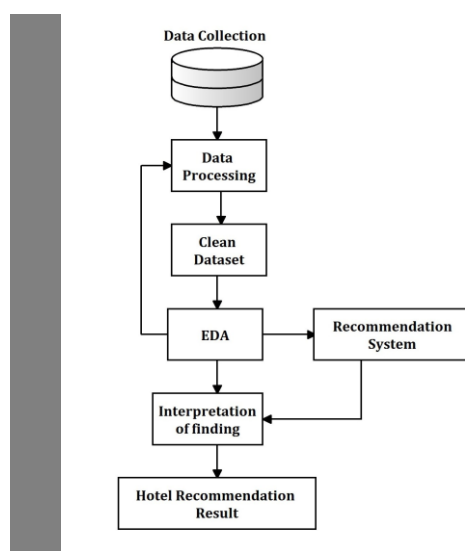 Data Collection
Data
Processing
Clean
Dataset
EDA
Recommendation
System
Interpretation
of finding
Hotel Recommendation
Result